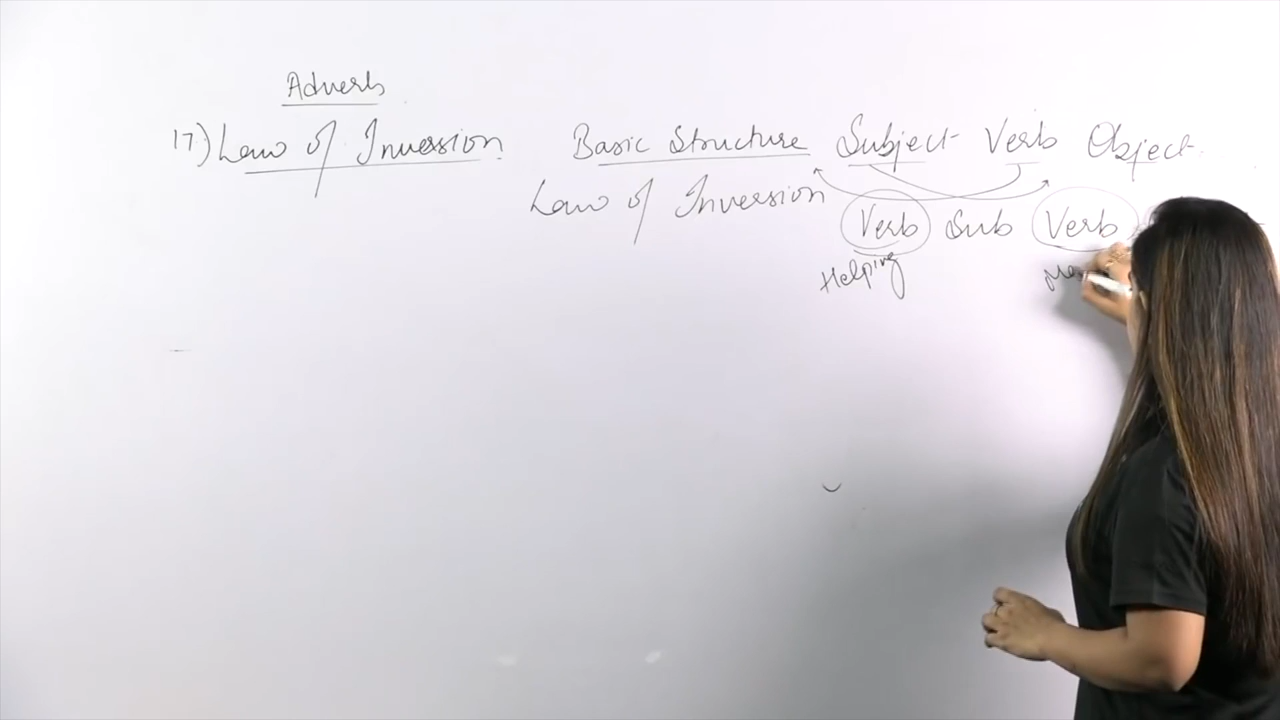 Adverb
17) Law of Inversion Basic Structure Subject Verb Object
Law of Inversion Verb Sub Verb
Helping